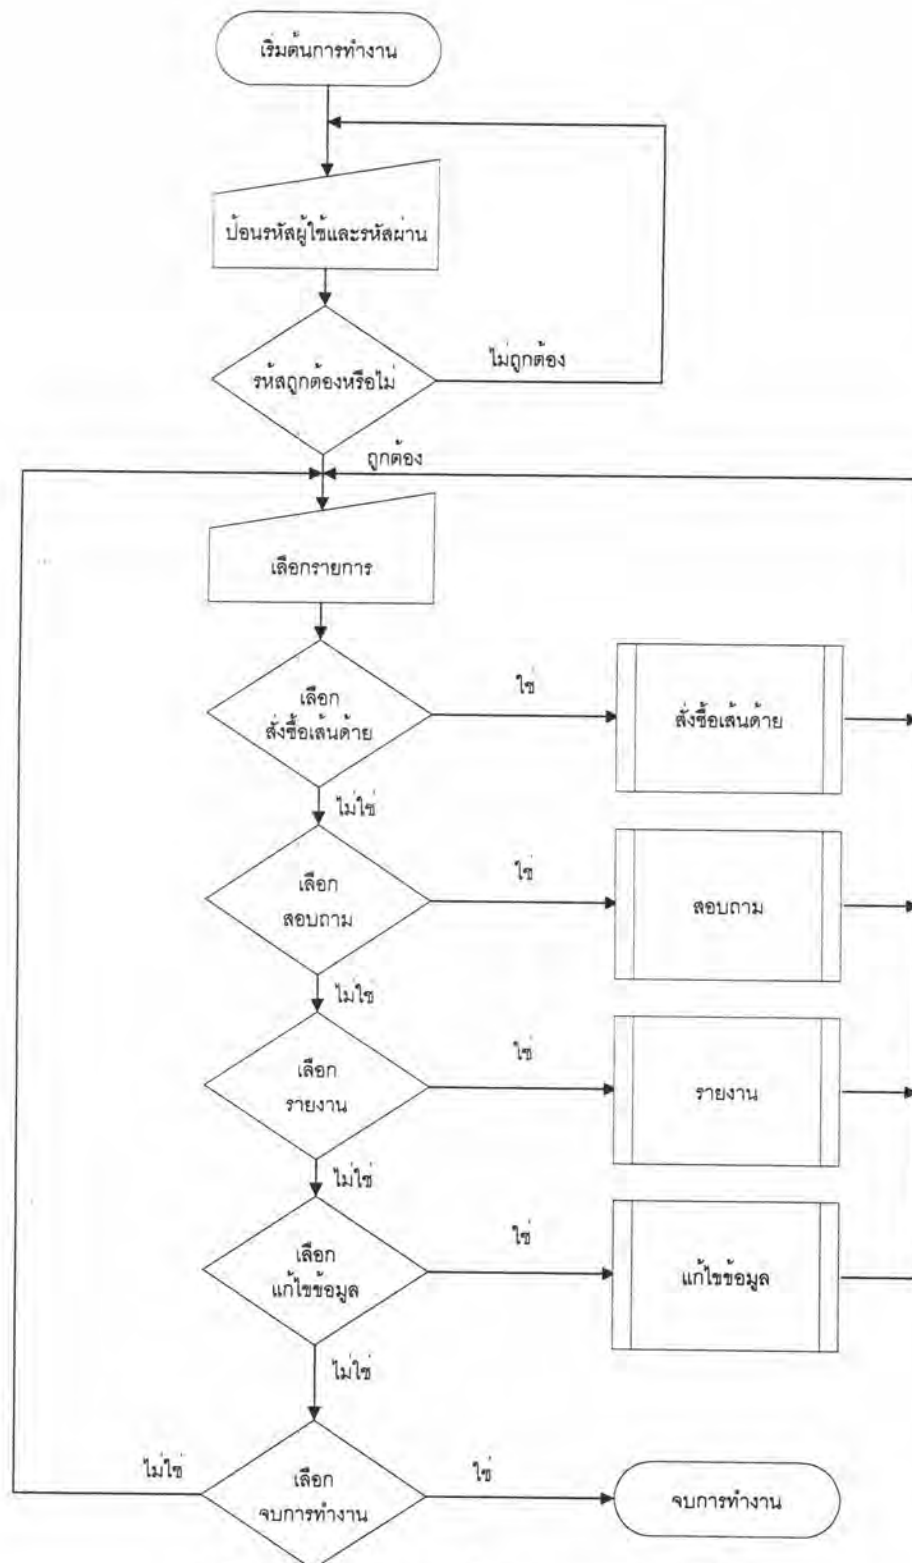 เริ่มต้นการทำงาน
ป้อนรหัสผู้ใช้และรหัสผ่าน
รหัสถูกต้องหรือไม่
ไม่ถูกต้อง
ถูกต้อง
เลือกรายการ
เลือก
สั่งซื้อเส้นด้าย
ใช่
สั่งซื้อเส้นด้าย
ไม่ใช่
เลือก
สอบถาม
ใช่
สอบถาม
ไม่ใช่
เลือก
รายงาน
ใช่
รายงาน
ไม่ใช่
เลือก
แก้ไขข้อมูล
ใช่
แก้ไขข้อมูล
ไม่ใช่
ไม่ใช่
เลือก
จบการทำงาน
ใช่
จบการทำงาน